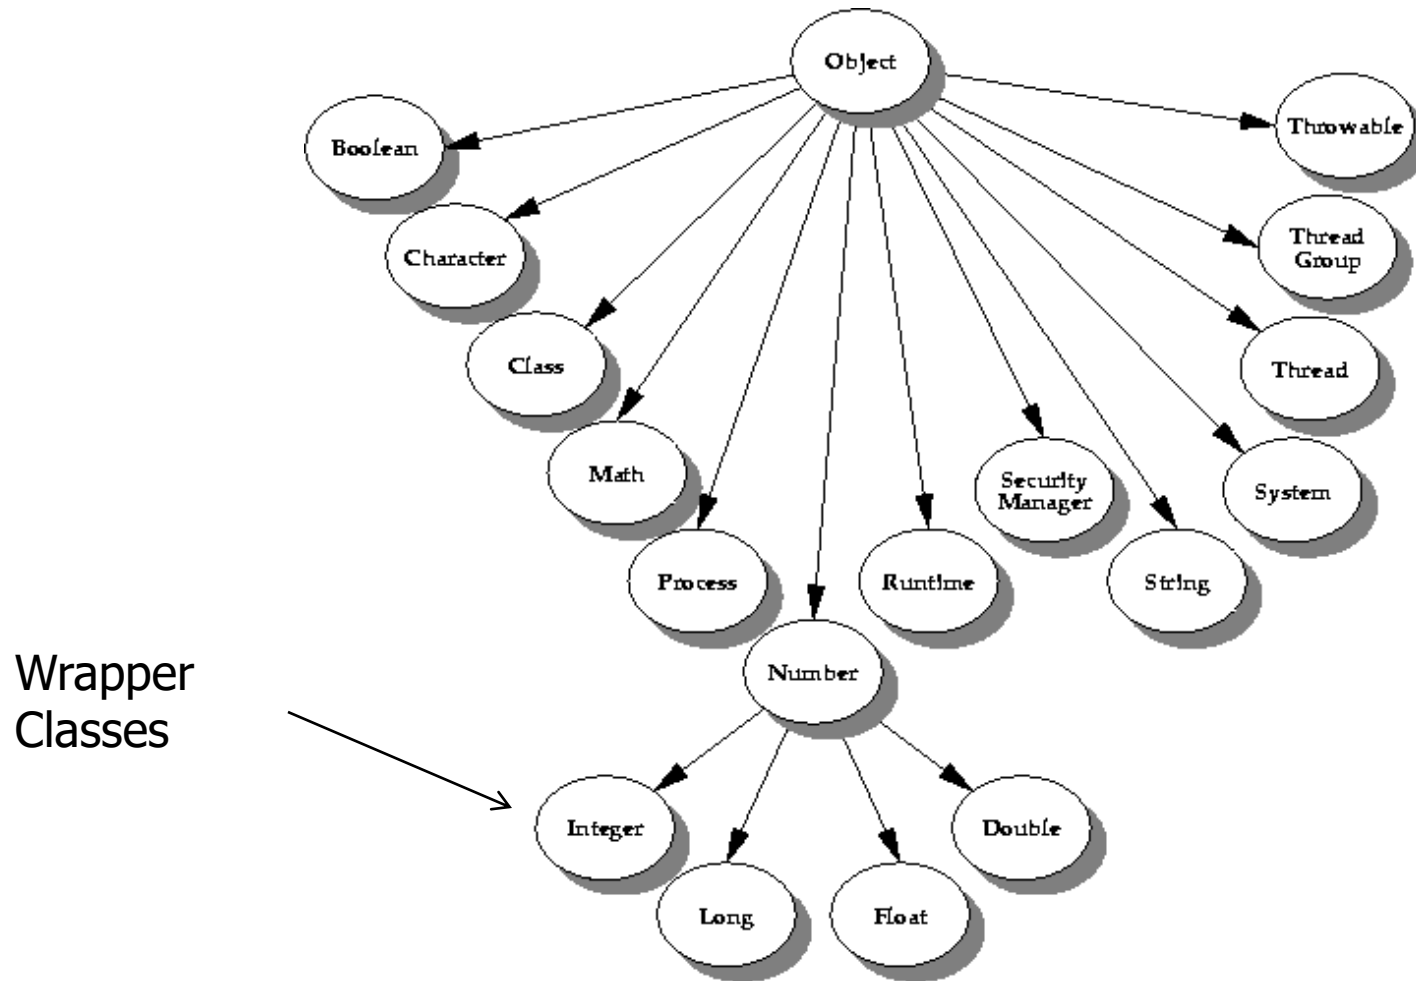 Object
Boolean
Throwable
Character
Thread
Group
Class
Thread
Math
Security
Manager
System
Process
Runtime
String
Number
Wrapper
Classes
Integer
Double
Long
Float